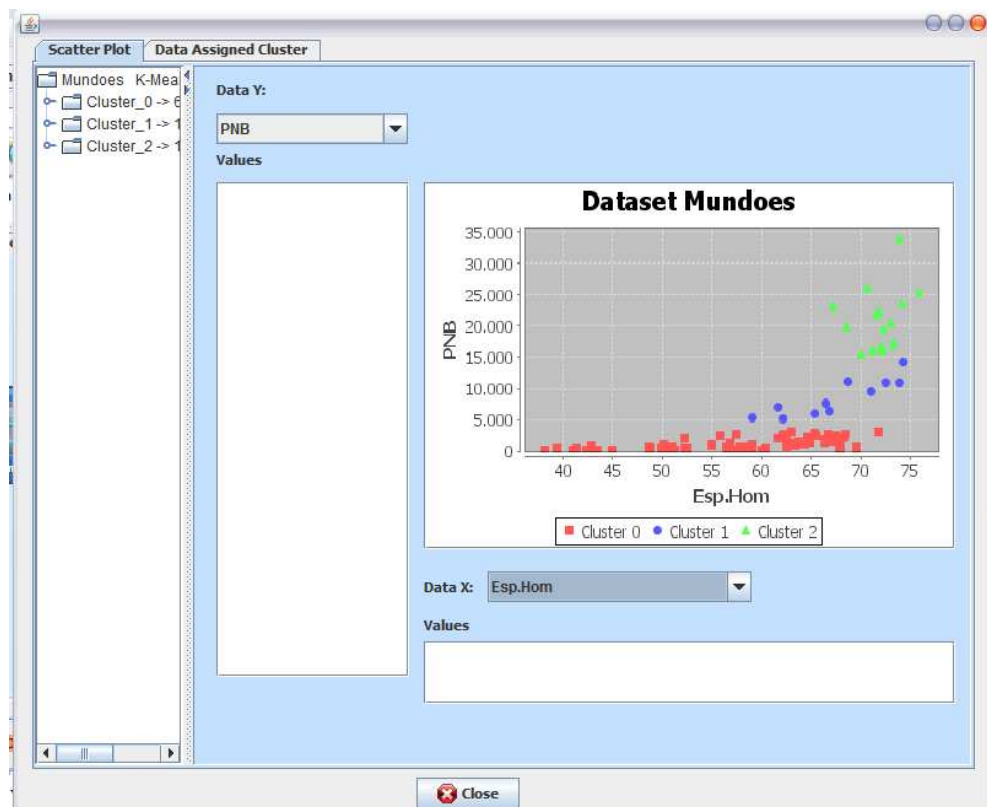 Scatter Plot Data Assigned Cluster
Mundoes K-Mea
Cluster_0 -> 6
Cluster_1 -> 1
Cluster_2 -> 1
Data Y:
PNB
Values
Dataset Mundoes
35.000
30.000
25.000
20.000
15.000
10.000
5.000
0
PNB
40 45 50 55 60 65 70 75
Esp.Hom
Cluster 0 Cluster 1 Cluster 2
Data X: Esp.Hom
Values
Close